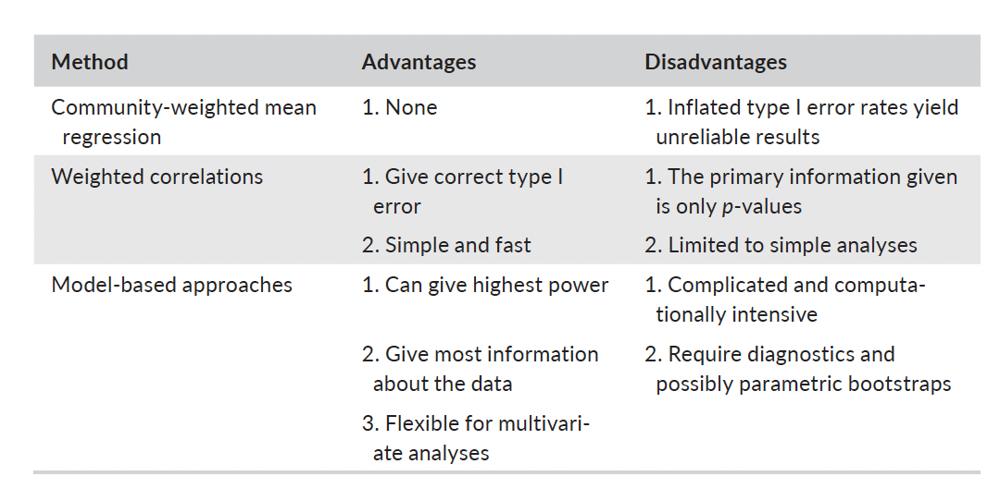 Method Advantages Disadvantages
Community-weighted mean 1. None 1. Inflated type I error rates yield
regression unreliable results
Weighted correlations 1. Give correct type I 1. The primary information given
error is only p-values
2. Simple and fast 2. Limited to simple analyses
Model-based approaches 1. Can give highest power 1. Complicated and computa-
tionally intensive
2. Give most information 2. Require diagnostics and
about the data possibly parametric bootstraps
3. Flexible for multivari-
ate analyses